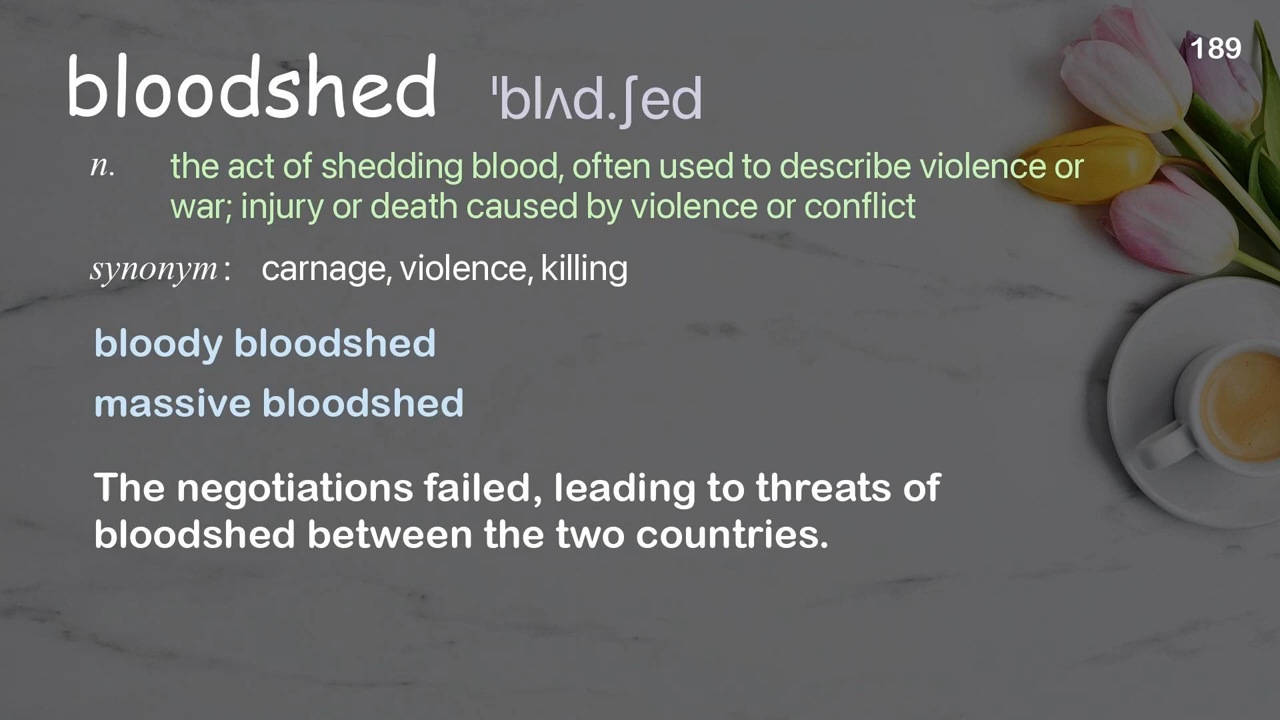 189
bloodshed ˈblʌd.ʃed
n. the act of shedding blood, often used to describe violence or
war; injury or death caused by violence or conflict
synonym: carnage, violence, killing
bloody bloodshed
massive bloodshed
The negotiations failed, leading to threats of
bloodshed between the two countries.